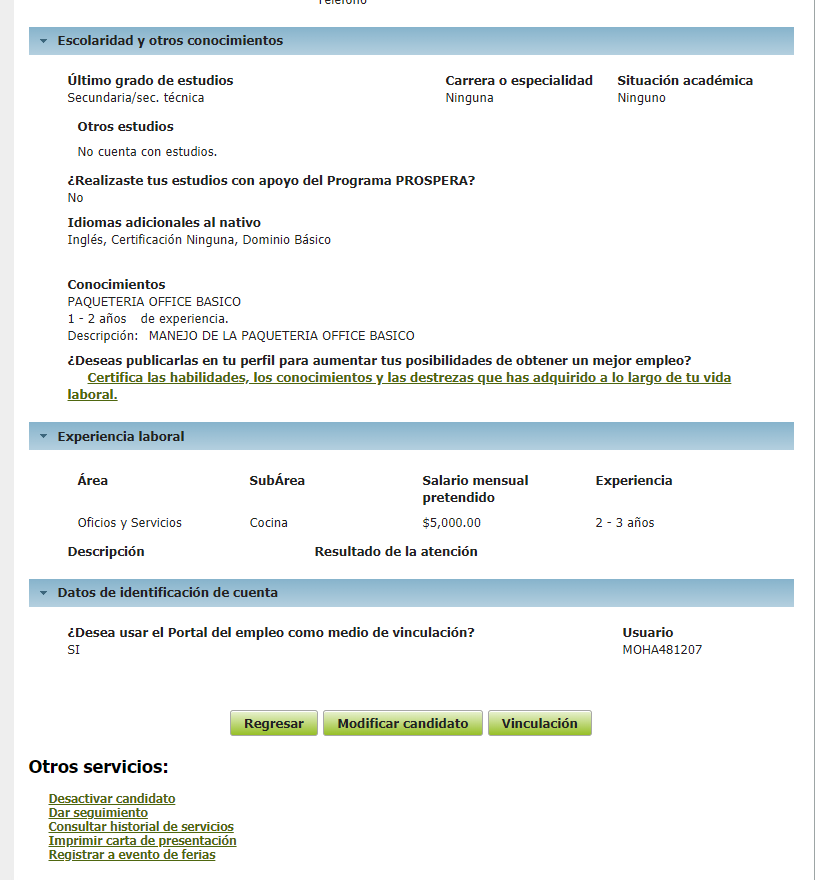 Teléfono
Escolaridad y otros conocimientos
Último grado de estudios Carrera o especialidad Situación académica
Secundaria/sec. técnica Ninguna Ninguno
Otros estudios
No cuenta con estudios.
¿Realizaste tus estudios con apoyo del Programa PROSPERA?
No
Idiomas adicionales al nativo
Inglés, Certificación Ninguna, Dominio Básico
Conocimientos
PAQUETERIA OFFICE BASICO
1 - 2 años de experiencia.
Descripción: MANEJO DE LA PAQUETERIA OFFICE BASICO
¿Deseas publicarlas en tu perfil para aumentar tus posibilidades de obtener un mejor empleo?
Certifica las habilidades, los conocimientos y las destrezas que has adquirido a lo largo de tu vida
laboral.
Experiencia laboral
Área SubÁrea Salario mensual Experiencia
pretendido
Oficios y Servicios Cocina $5,000.00 2 - 3 años
Descripción Resultado de la atención
Datos de identificación de cuenta
¿Desea usar el Portal del empleo como medio de vinculación? Usuario
SI MOHA481207
Regresar Modificar candidato Vinculación
Otros servicios:
Desactivar candidato
Dar seguimiento
Consultar historial de servicios
Imprimir carta de presentación
Registrar a evento de ferias